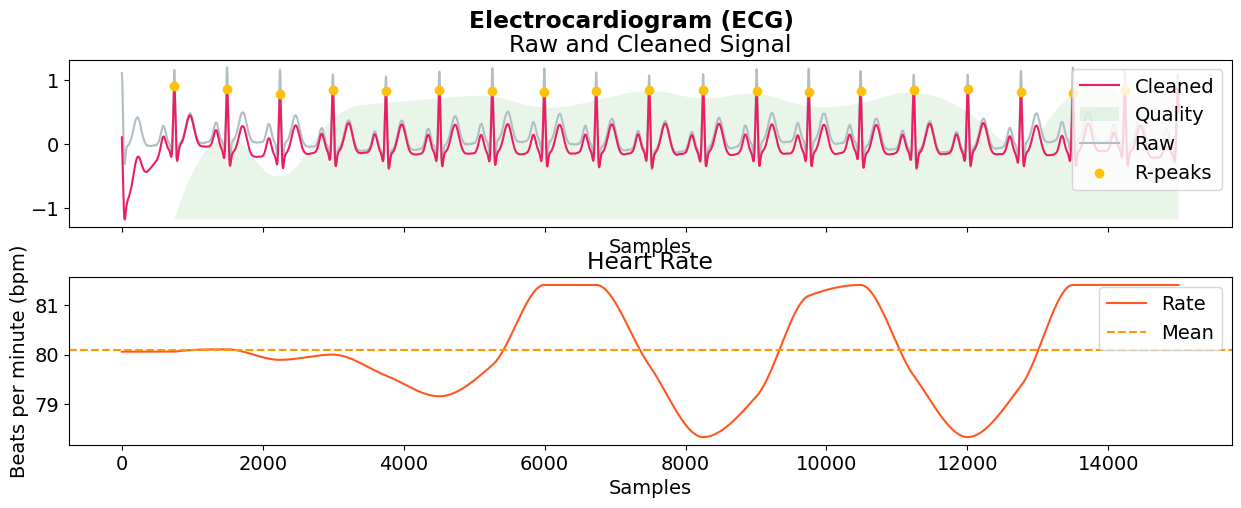 Electrocardiogram (ECG)
Raw and Cleaned Signal
1
0
−1
Cleaned
Quality
Raw
R-peaks
Samples
Heart Rate
Beats per minute (bpm)
81
80
79
Rate
Mean
0 2000 4000 6000 8000 10000 12000 14000
Samples